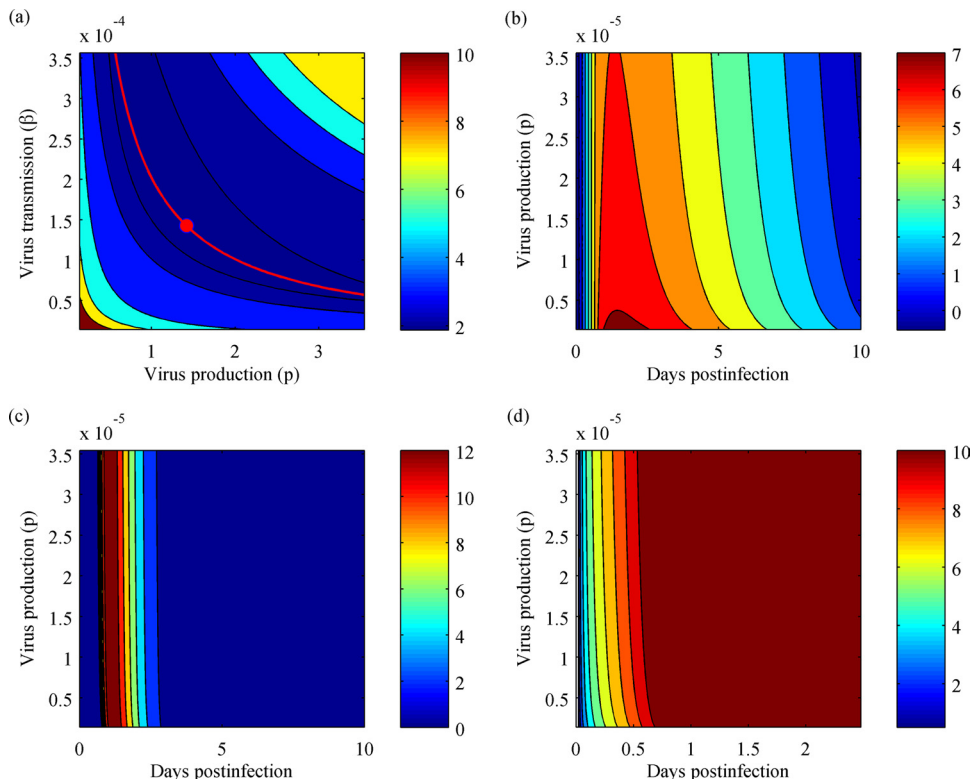 (a)
x 10 -4
3.5
3
2.5
2
1.5
1
0.5
Virus transmission (β)
1 2 3
Virus production (p)
10
8
6
4
2
(b)
x 10 -5
3.5
3
2.5
2
1.5
1
0.5
Virus production (p)
0 5 10
Days postinfection
7
6
5
4
3
2
1
0
(c)
x 10 -5
3.5
3
2.5
2
1.5
1
0.5
Virus production (p)
0 5 10
Days postinfection
12
10
8
6
4
2
0
(d)
x 10 -5
3.5
3
2.5
2
1.5
1
0.5
Virus production (p)
0 0.5 1 1.5 2
Days postinfection
10
8
6
4
2